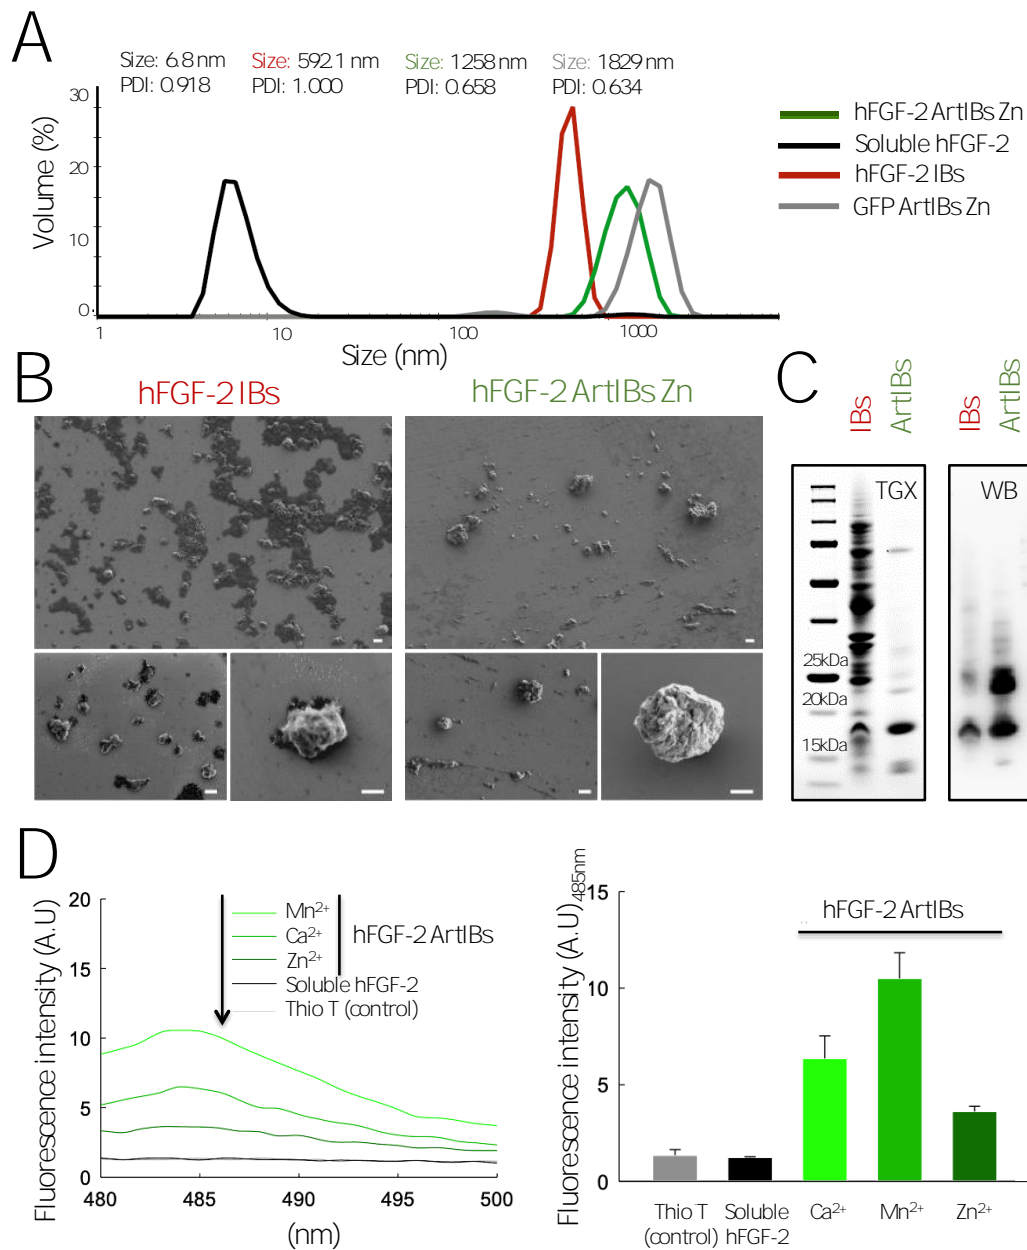 A
Size: 6.8 nm
PDI: 0.918
Size: 592.1 nm
PDI: 1.000
Size: 1258 nm
PDI: 0.658
Size: 1829 nm
PDI: 0.634
hFGF-2 ArtIBs Zn
Soluble hFGF-2
hFGF-2 IBs
GFP ArtIBs Zn
Volume (%)
30
20
10
0
1
10
100
1000
Size (nm)
B
hFGF-2 IBs
hFGF-2 ArtIBs Zn
C
IBs
ArtIBs
IBs
ArtIBs
TGX
WB
25kDa
20kDa
15kDa
D
Fluorescence intensity (A.U)
20
15
10
5
0
480
485
490
495
500
(nm)
Mn²⁺
Ca²⁺
Zn²⁺
Soluble hFGF-2
Thio T (control)
hFGF-2 ArtIBs
Fluorescence intensity (A.U)485nm
15
10
5
0
hFGF-2 ArtIBs
Thio T
(control)
Soluble
hFGF-2
Ca²⁺
Mn²⁺
Zn²⁺